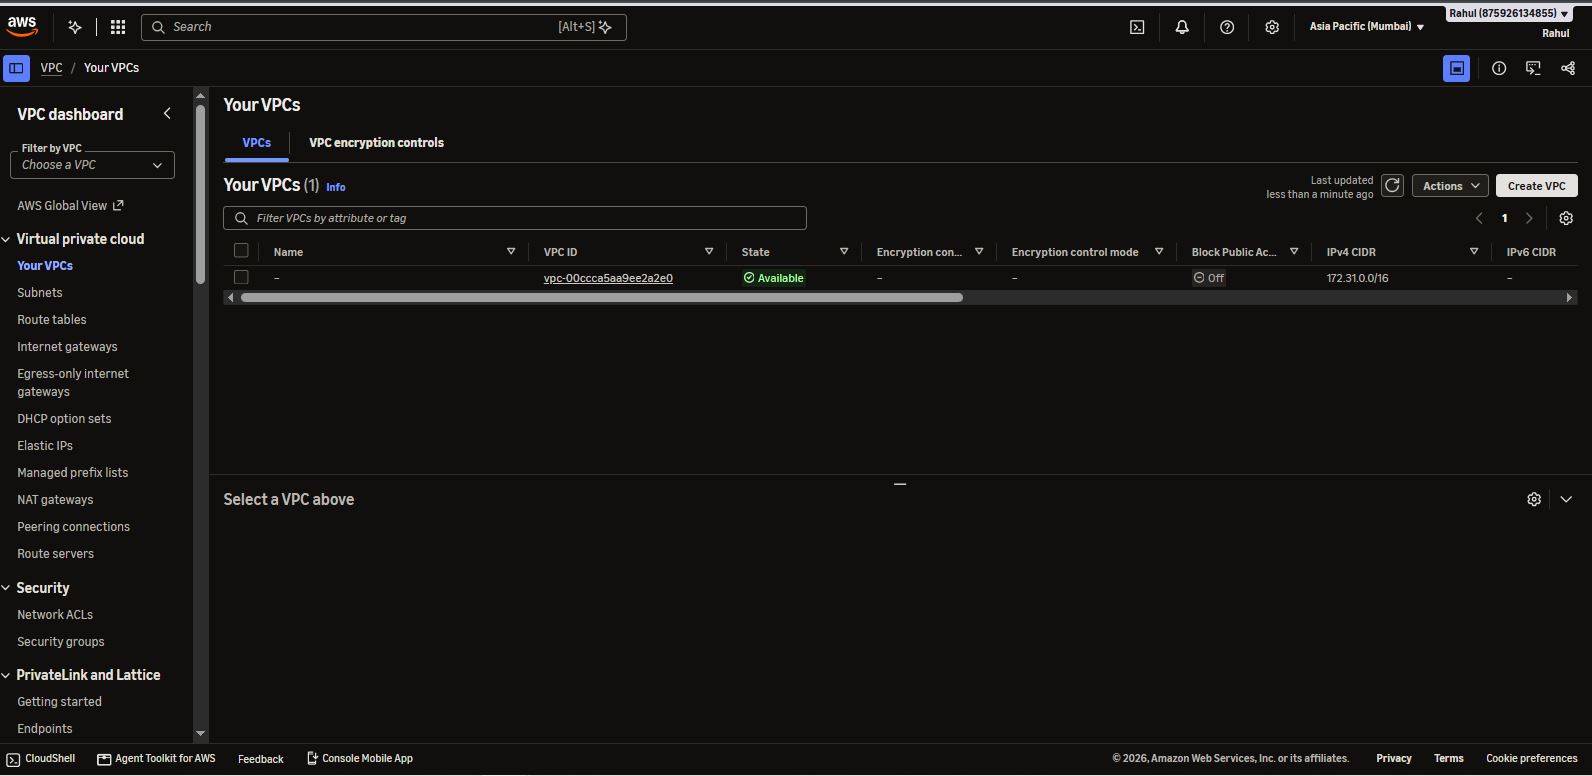 aws
Search [Alt+S]
Asia Pacific (Mumbai)
Rahul (875926134855)
Rahul
VPC / Your VPCs
VPC dashboard
Filter by VPC
Choose a VPC
AWS Global View
Virtual private cloud
Your VPCs
Subnets
Route tables
Internet gateways
Egress-only internet
gateways
DHCP option sets
Elastic IPs
Managed prefix lists
NAT gateways
Peering connections
Route servers
Security
Network ACLs
Security groups
PrivateLink and Lattice
Getting started
Endpoints
Your VPCs
VPCs VPC encryption controls
Your VPCs (1) Info
Last updated
less than a minute ago
Actions
Create VPC
Filter VPCs by attribute or tag
1
Name VPC ID State Encryption con... Encryption control mode Block Public Ac... IPv4 CIDR IPv6 CIDR
– vpc-00ccca5aa9ee2a2e0 Available – – Off 172.31.0.0/16 –
Select a VPC above
CloudShell Agent Toolkit for AWS Feedback Console Mobile App
© 2026, Amazon Web Services, Inc. or its affiliates. Privacy Terms Cookie preferences